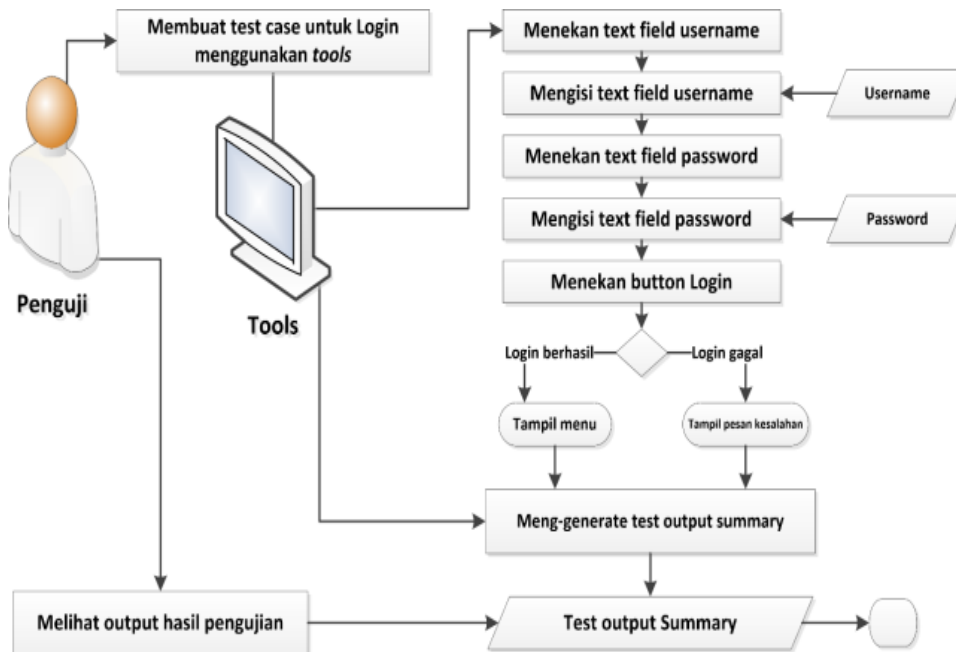 Membuat test case untuk Login
menggunakan tools
Penguji
Tools
Menekan text field username
Mengisi text field username
Username
Menekan text field password
Mengisi text field password
Password
Menekan button Login
Login berhasil
Login gagal
Tampil menu
Tampil pesan kesalahan
Meng-generate test output summary
Melihat output hasil pengujian
Test output Summary